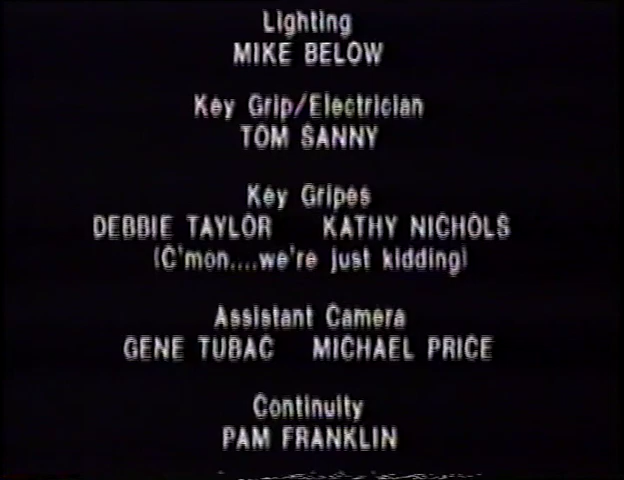 Lighting
MIKE BELOW
Key Grip/Electrician
TOM SANNY
Key Gripes
DEBBIE TAYLOR KATHY NICHOLS
(C'mon....we're just kidding)
Assistant Camera
GENE TUBAC MICHAEL PRICE
Continuity
PAM FRANKLIN